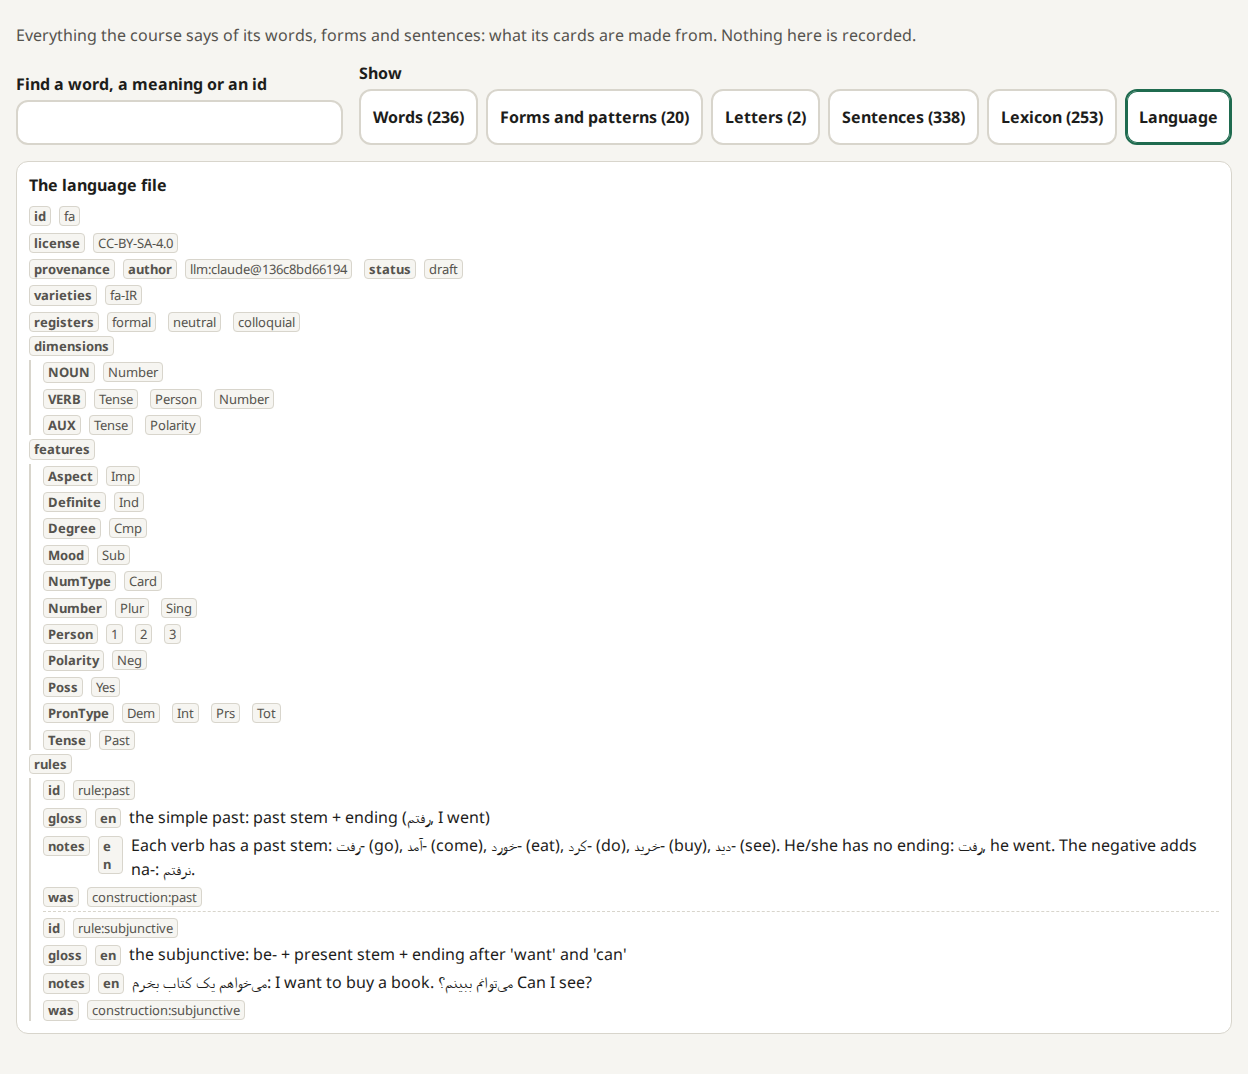 Everything the course says of its words, forms and sentences: what its cards are made from. Nothing here is recorded.
Find a word, a meaning or an id
Show
Words (236) Forms and patterns (20) Letters (2) Sentences (338) Lexicon (253) Language
The language file
id fa
license CC-BY-SA-4.0
provenance author llm:claude@136c8bd66194 status draft
varieties fa-IR
registers formal neutral colloquial
dimensions
NOUN Number
VERB Tense Person Number
AUX Tense Polarity
features
Aspect Imp
Definite Ind
Degree Cmp
Mood Sub
NumType Card
Number Plur Sing
Person 1 2 3
Polarity Neg
Poss Yes
PronType Dem Int Prs Tot
Tense Past
rules
id rule:past
gloss en the simple past: past stem + ending (رفتم, I went)
notes en Each verb has a past stem: رفت- (go), آمد- (come), خورد- (eat), کرد- (do), خرید- (buy), دید- (see). He/she has no ending: رفت, he went. The negative adds
na-: نرفتم.
was construction:past
id rule:subjunctive
gloss en the subjunctive: be- + present stem + ending after 'want' and 'can'
notes en می‌خواهم یک کتاب بخرم: I want to buy a book. می‌توانم ببینم؟ Can I see?
was construction:subjunctive